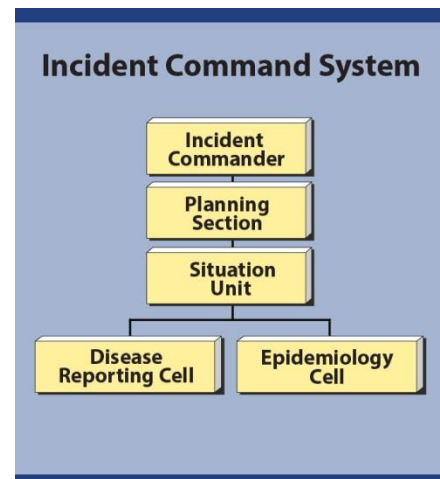 Incident Command System
Incident
Commander
Planning
Section
Situation
Unit
Disease
Reporting Cell
Epidemiology
Cell